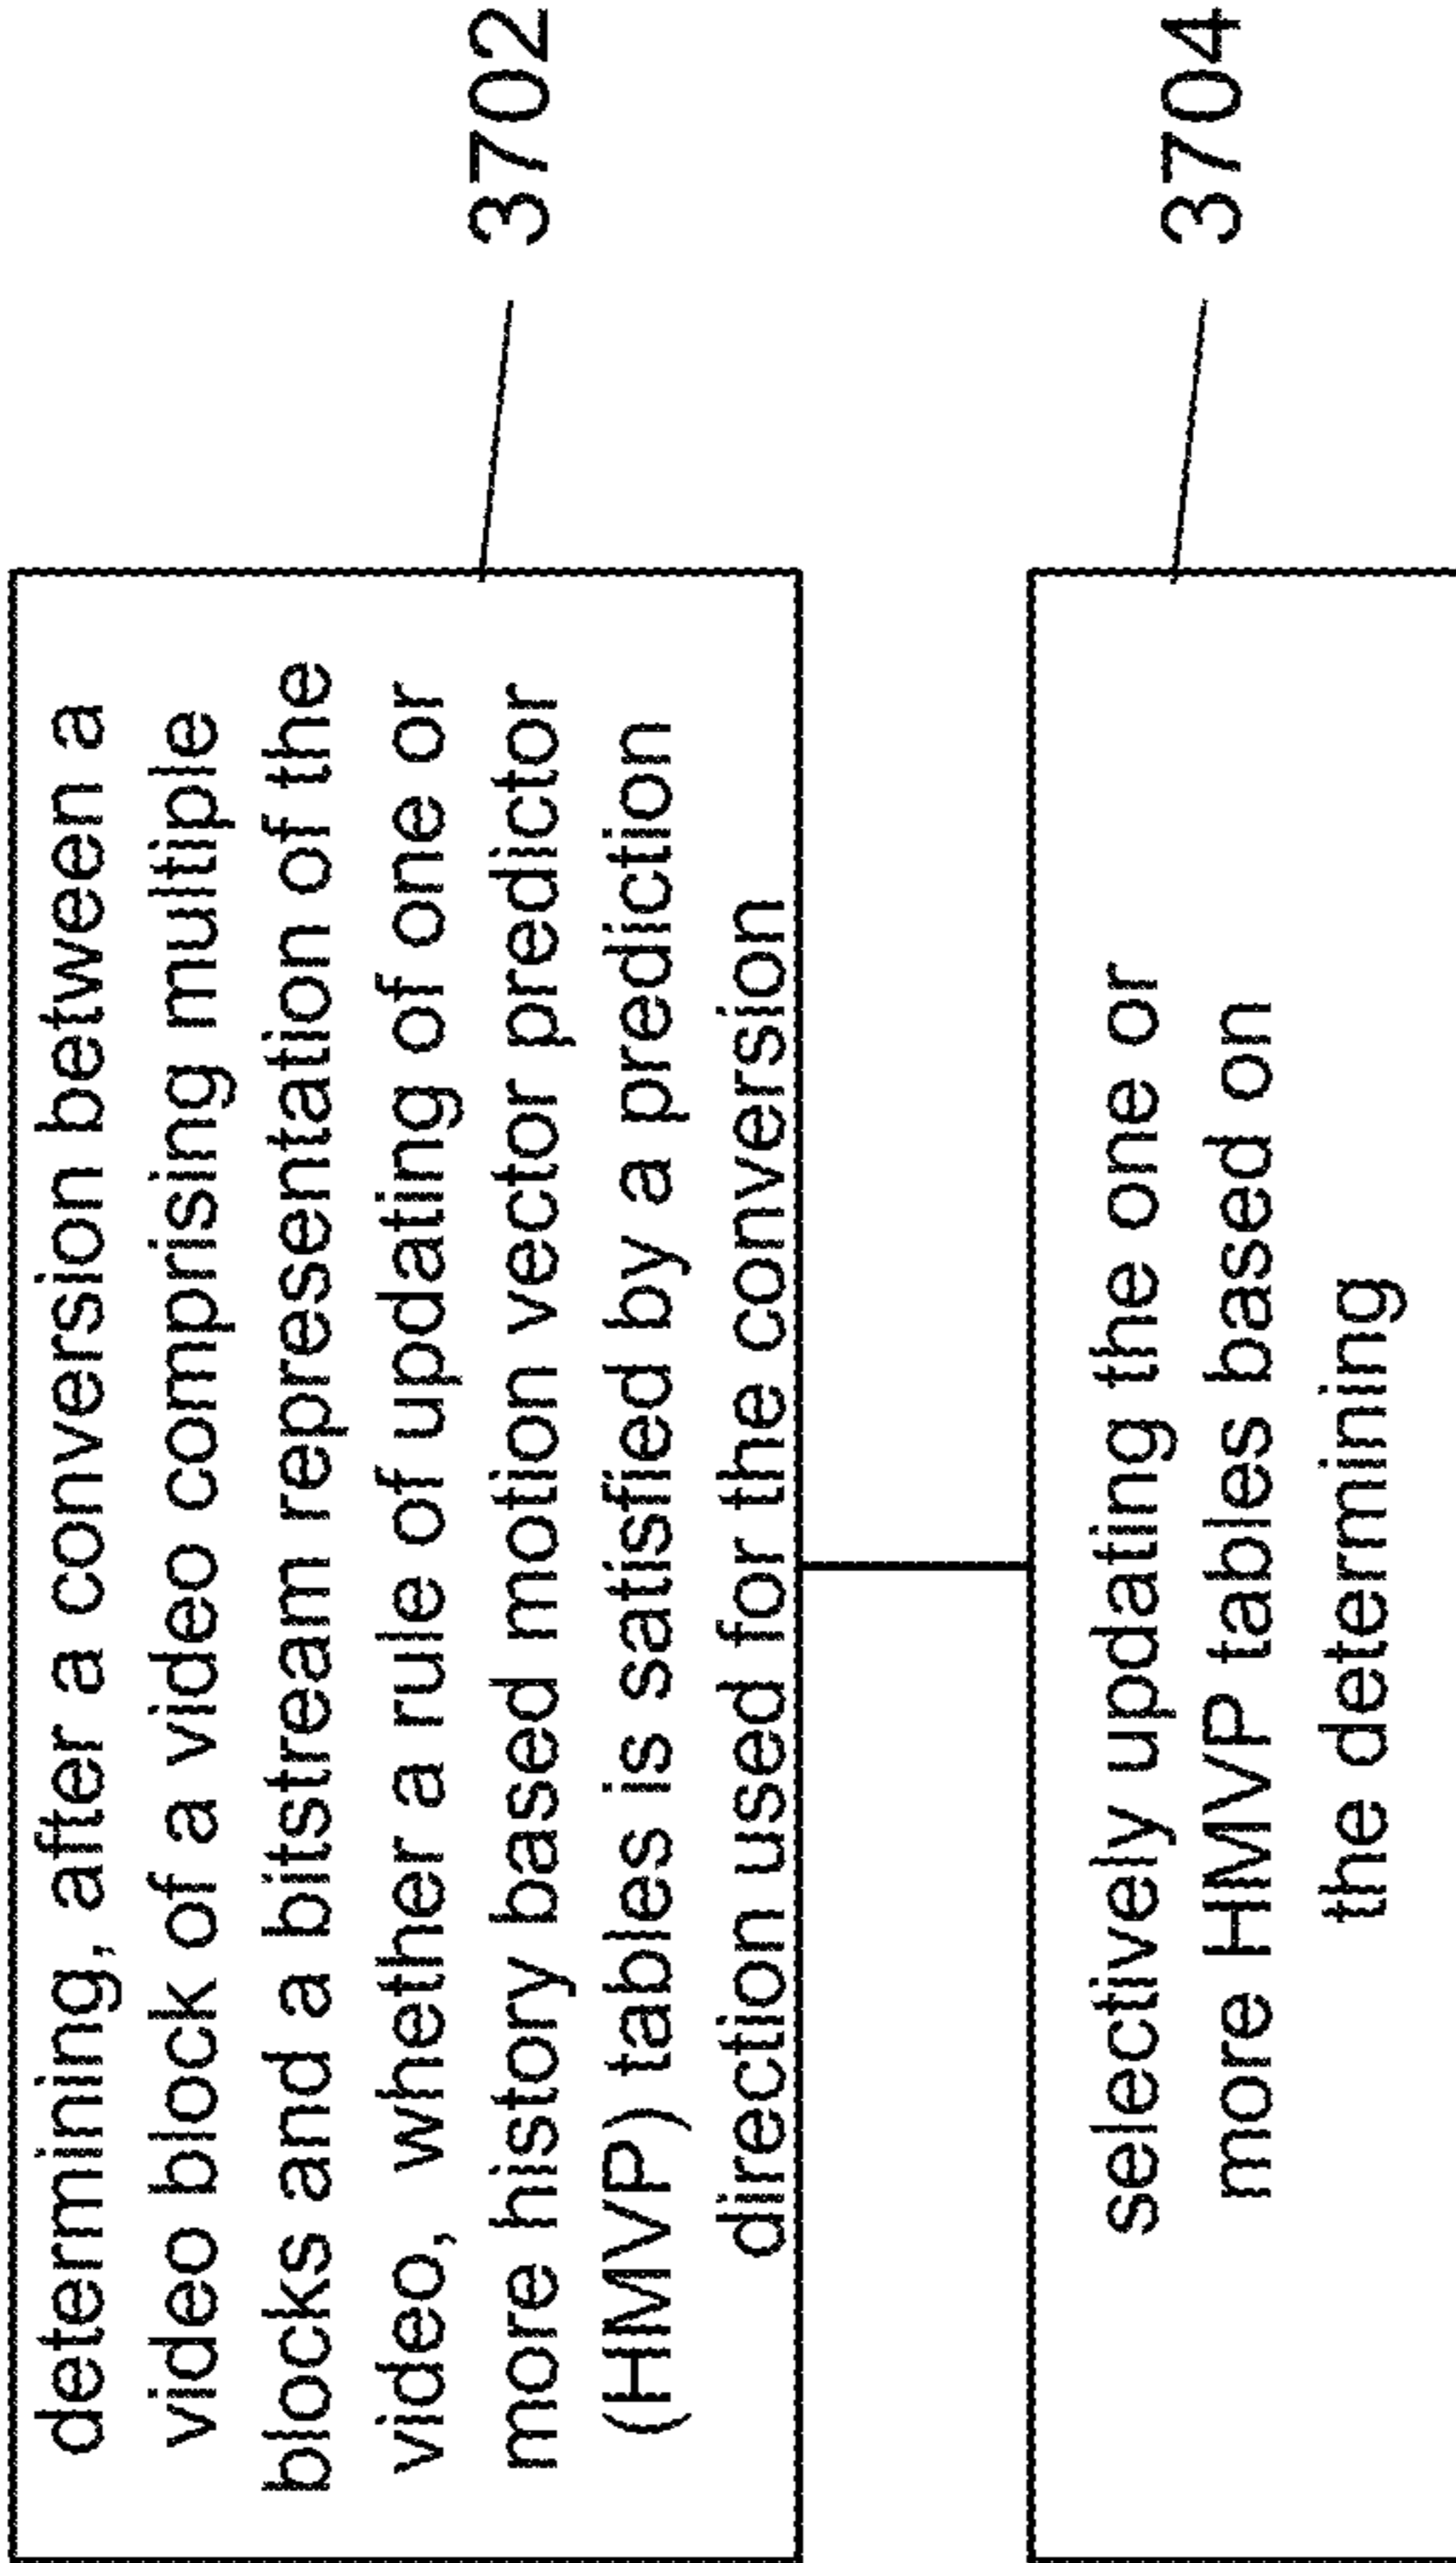 determining, after a conversion between a
video block of a video comprising multiple
blocks and a bitstream representation of the
video, whether a rule of updating of one or
more history based motion vector predictor
(HMVP) tables is satisfied by a prediction
direction used for the conversion
3702
selectively updating the one or
more HMVP tables based on
the determining
3704